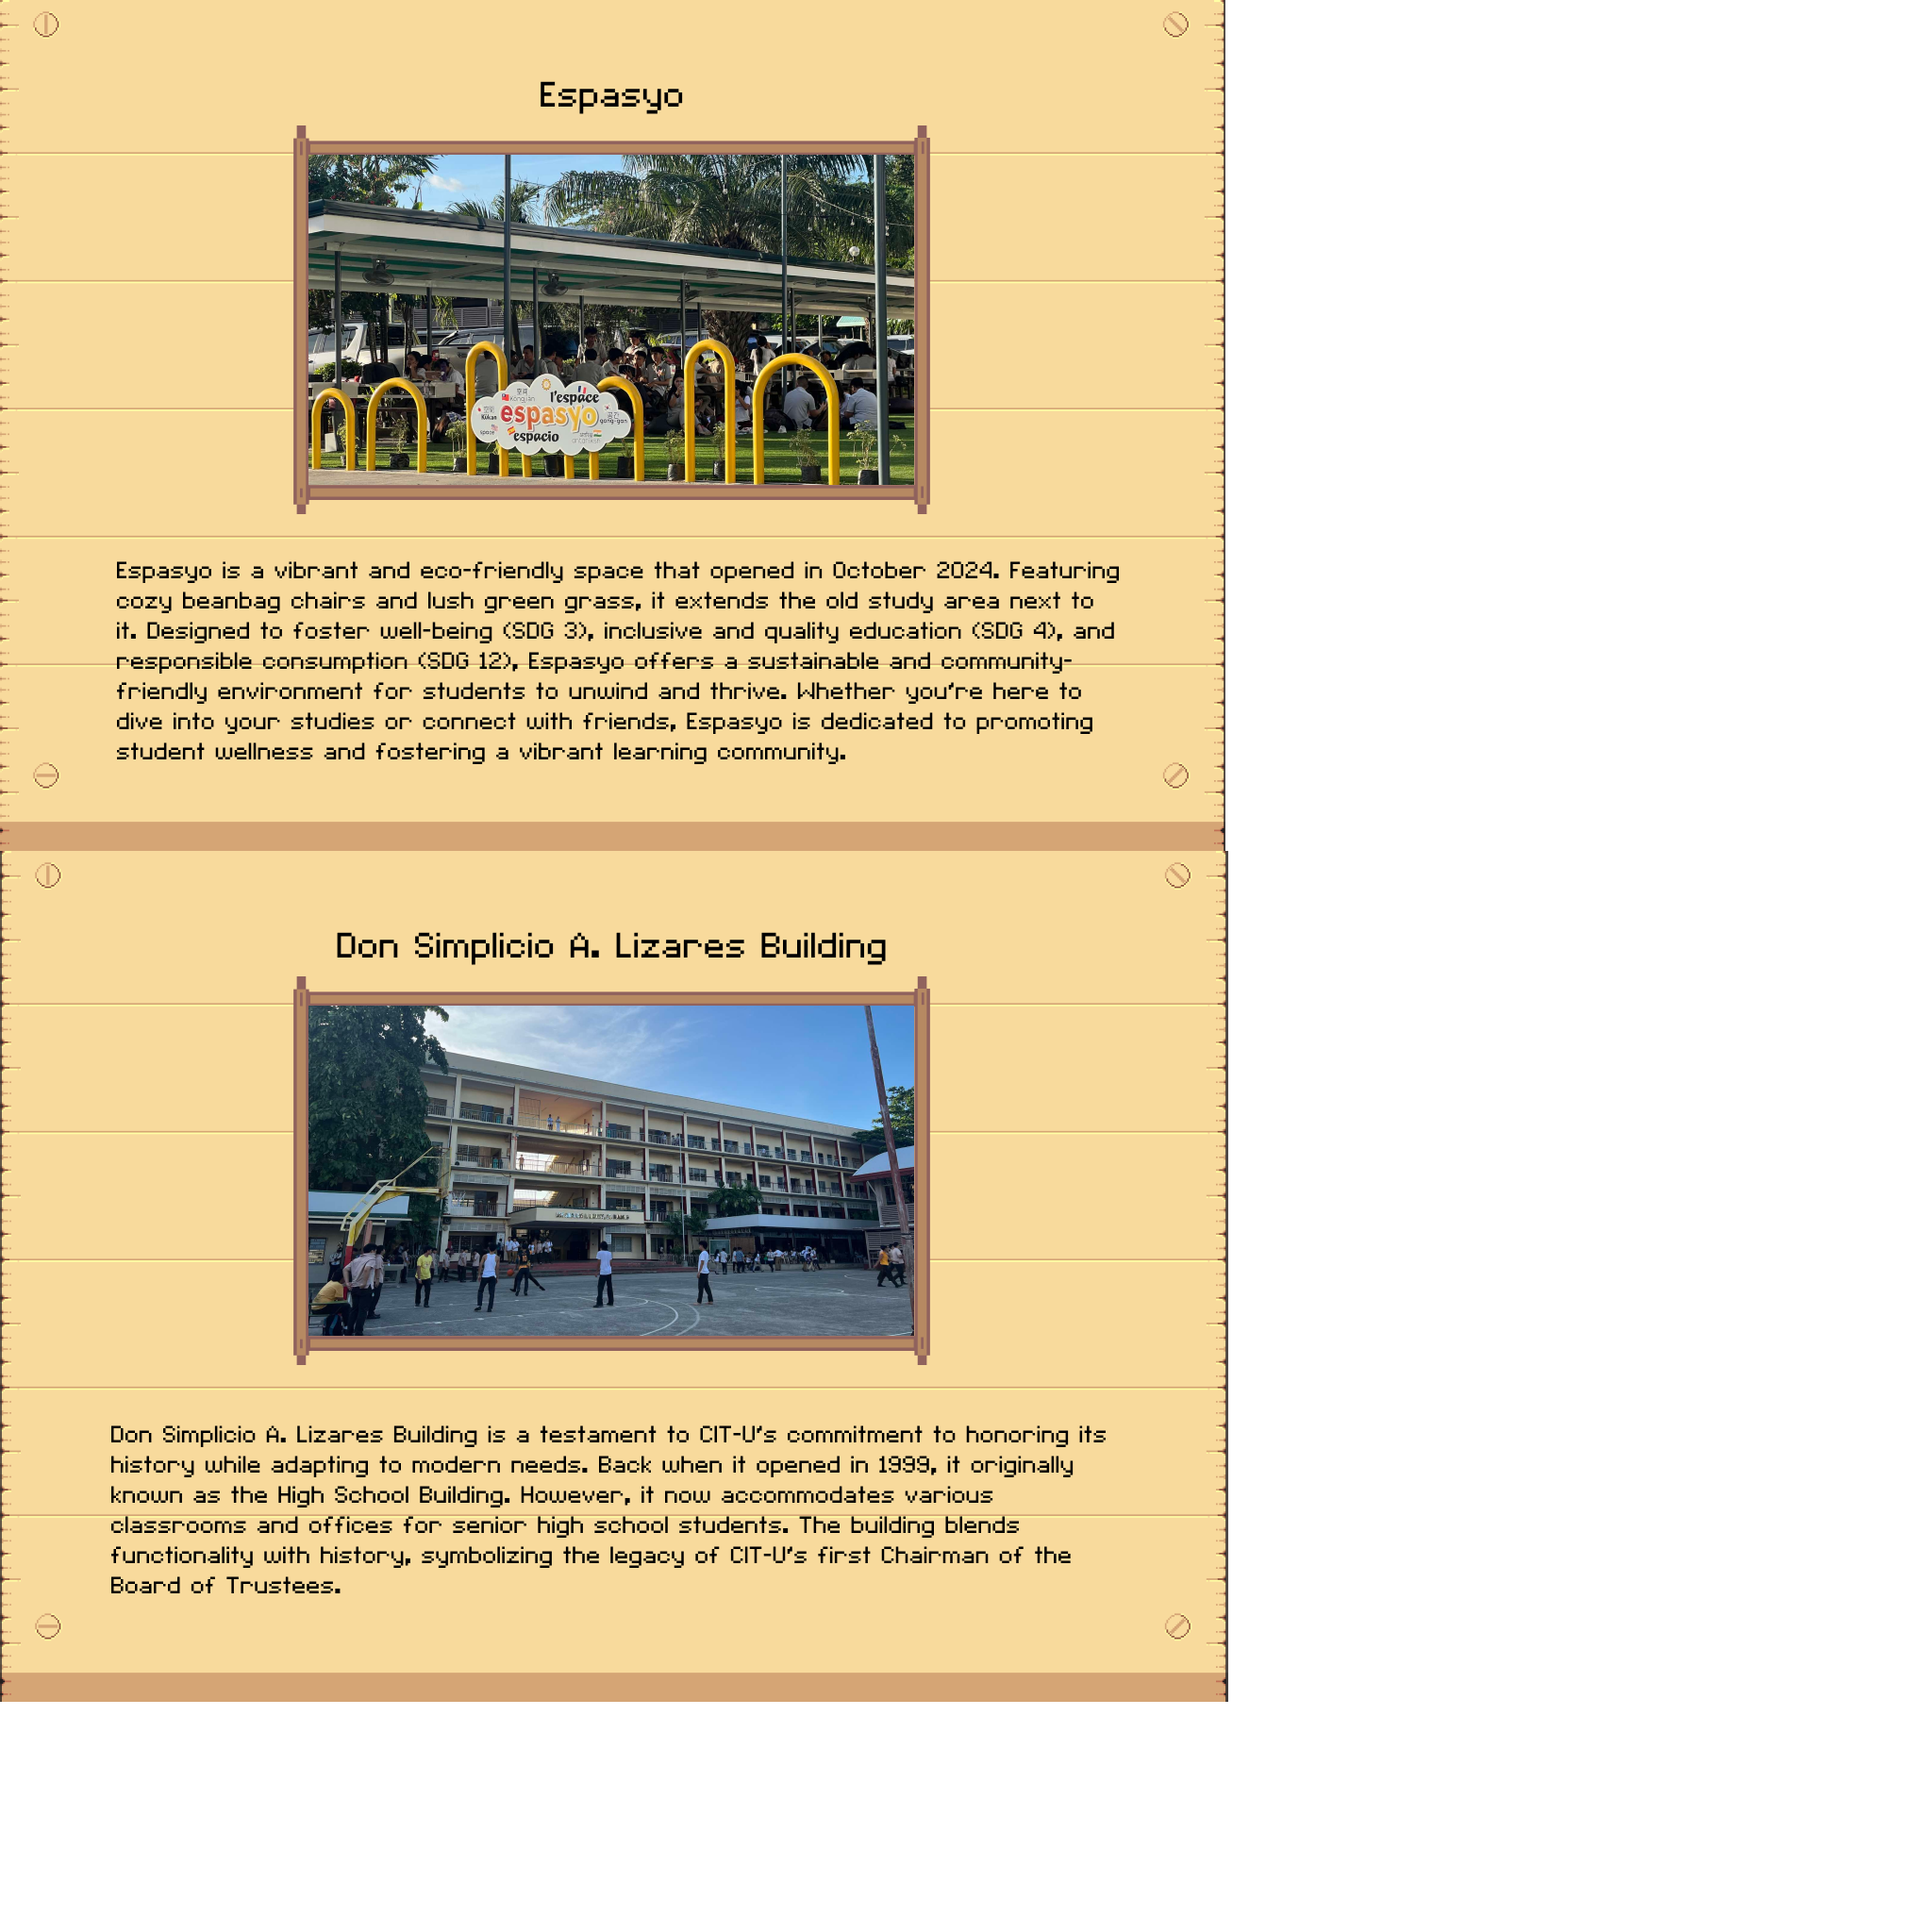 Espasyo
l'espace
Kongjan
espasyo
Kūkan
gong-gan
space
espacio
Espasyo is a vibrant and eco-friendly space that opened in October 2024. Featuring
cozy beanbag chairs and lush green grass, it extends the old study area next to
it. Designed to foster well-being (SDG 3), inclusive and quality education (SDG 4), and
responsible consumption (SDG 12), Espasyo offers a sustainable and community-
friendly environment for students to unwind and thrive. Whether you're here to
dive into your studies or connect with friends, Espasyo is dedicated to promoting
student wellness and fostering a vibrant learning community.
Don Simplicio A. Lizares Building
Don Simplicio A. Lizares Building is a testament to CIT-U's commitment to honoring its
history while adapting to modern needs. Back when it opened in 1999, it originally
known as the High School Building. However, it now accommodates various
classrooms and offices for senior high school students. The building blends
functionality with history, symbolizing the legacy of CIT-U's first Chairman of the
Board of Trustees.